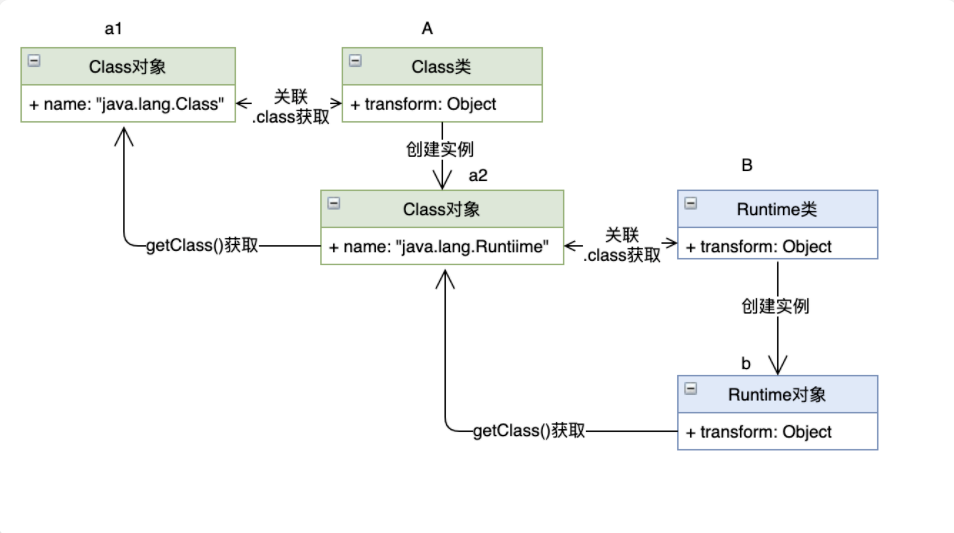 a1
A
Class对象
+ name: "java.lang.Class"
关联
.class获取
Class类
+ transform: Object
创建实例
a2
B
Class对象
+ name: "java.lang.Runtiime"
getClass()获取
关联
.class获取
Runtime类
+ transform: Object
创建实例
b
Runtime对象
+ transform: Object
getClass()获取